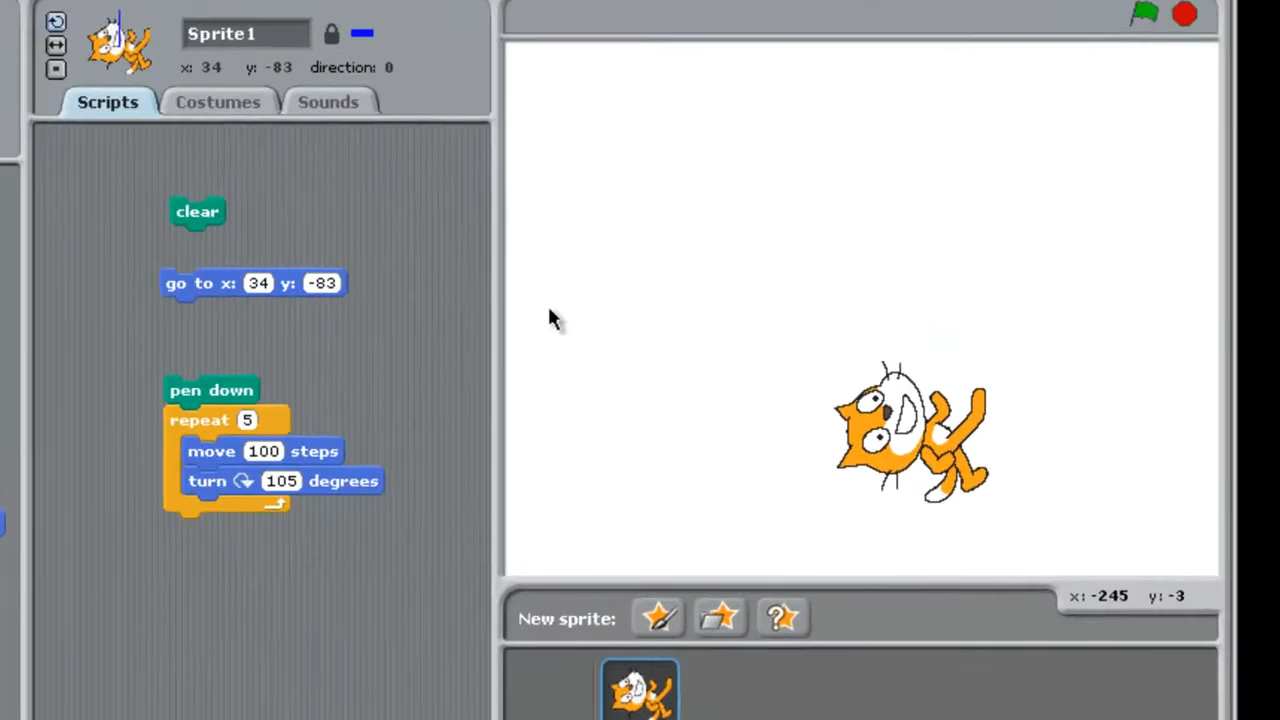 Sprite1
x: 34 y: -83 direction: 0
Scripts Costumes Sounds
clear
go to x: 34 y: -83
pen down
repeat 5
move 100 steps
turn 105 degrees
x: -245 y: -3
New sprite: